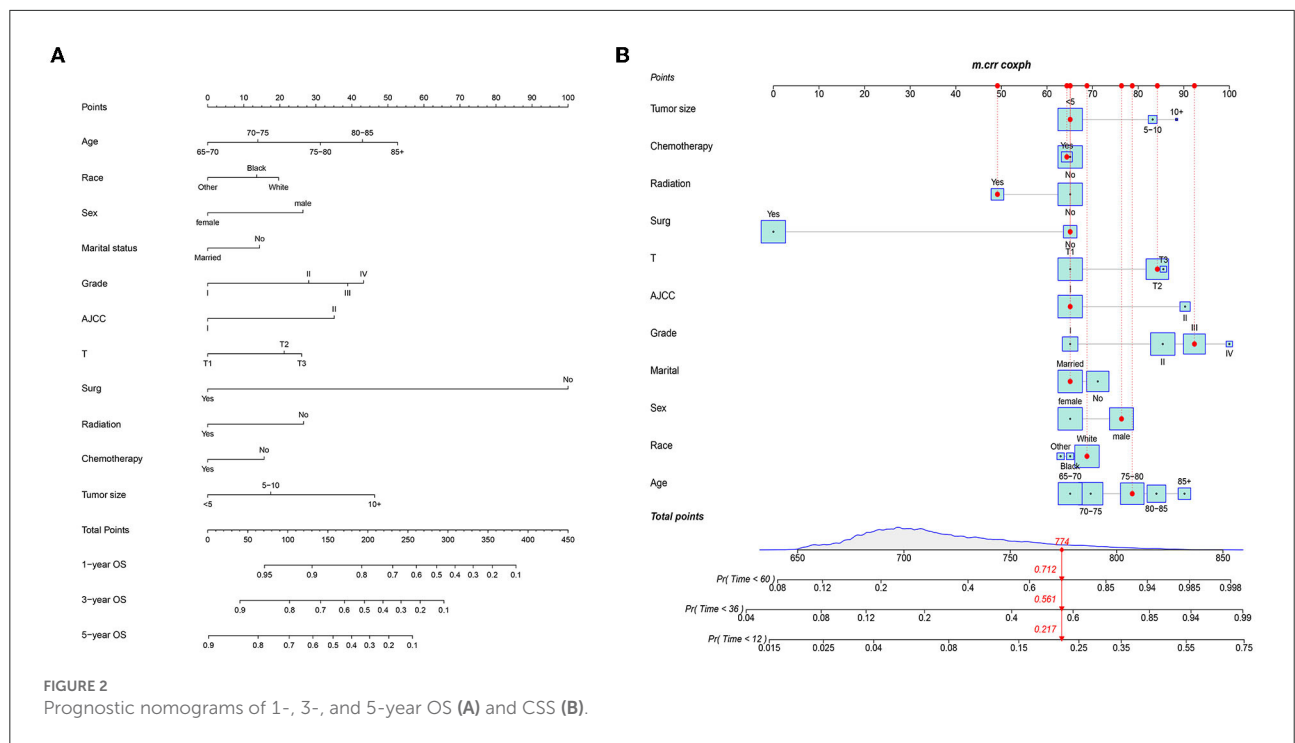 A
Points
0 10 20 30 40 50 60 70 80 90 100
Age
70−75 80−85
65−70 75−80 85+
Race
Black
Other White
Sex
male
female
Marital status
No
Married
Grade
II IV
I III
AJCC
II
I
T
T2
T1 T3
Surg
No
Yes
Radiation
No
Yes
Chemotherapy
No
Yes
Tumor size
5−10
<5 10+
Total Points
0 50 100 150 200 250 300 350 400 450
1−year OS
0.95 0.9 0.8 0.7 0.6 0.5 0.4 0.3 0.2 0.1
3−year OS
0.9 0.8 0.7 0.6 0.5 0.4 0.3 0.2 0.1
5−year OS
0.9 0.8 0.7 0.6 0.5 0.4 0.3 0.2 0.1
B
m.crr coxph
Points
0 10 20 30 40 50 60 70 80 90 100
Tumor size
<5 10+
5−10
Chemotherapy
Yes
No
Radiation
Yes
No
Surg
Yes
No
T
T1 T3
T2
AJCC
I
II
Grade
I III
II IV
Marital
Married
No
Sex
female
male
Race
Other White
Black
Age
65−70 75−80 85+
70−75 80−85
Total points
774
650 700 750 800 850
0.712
Pr( Time < 60 )
0.08 0.12 0.2 0.4 0.6 0.85 0.94 0.985 0.998
0.561
Pr( Time < 36 )
0.04 0.08 0.12 0.2 0.4 0.6 0.85 0.94 0.99
0.217
Pr( Time < 12 )
0.015 0.025 0.04 0.08 0.15 0.25 0.35 0.55 0.75
FIGURE 2
Prognostic nomograms of 1-, 3-, and 5-year OS (A) and CSS (B).